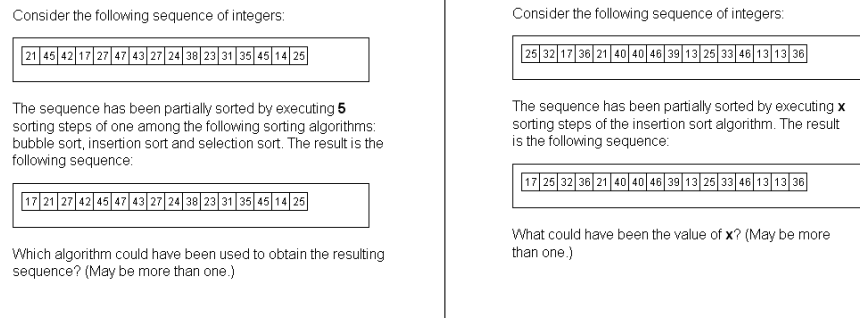 Consider the following sequence of integers:
21 45 42 17 27 47 43 27 24 38 23 31 35 45 14 25
The sequence has been partially sorted by executing 5
sorting steps of one among the following sorting algorithms:
bubble sort, insertion sort and selection sort. The result is the
following sequence:
17 21 27 42 45 47 43 27 24 38 23 31 35 45 14 25
Which algorithm could have been used to obtain the resulting
sequence? (May be more than one.)
Consider the following sequence of integers:
25 32 17 36 21 40 40 46 39 13 25 33 46 13 13 36
The sequence has been partially sorted by executing x
sorting steps of the insertion sort algorithm. The result
is the following sequence:
17 25 32 36 21 40 40 46 39 13 25 33 46 13 13 36
What could have been the value of x? (May be more
than one.)